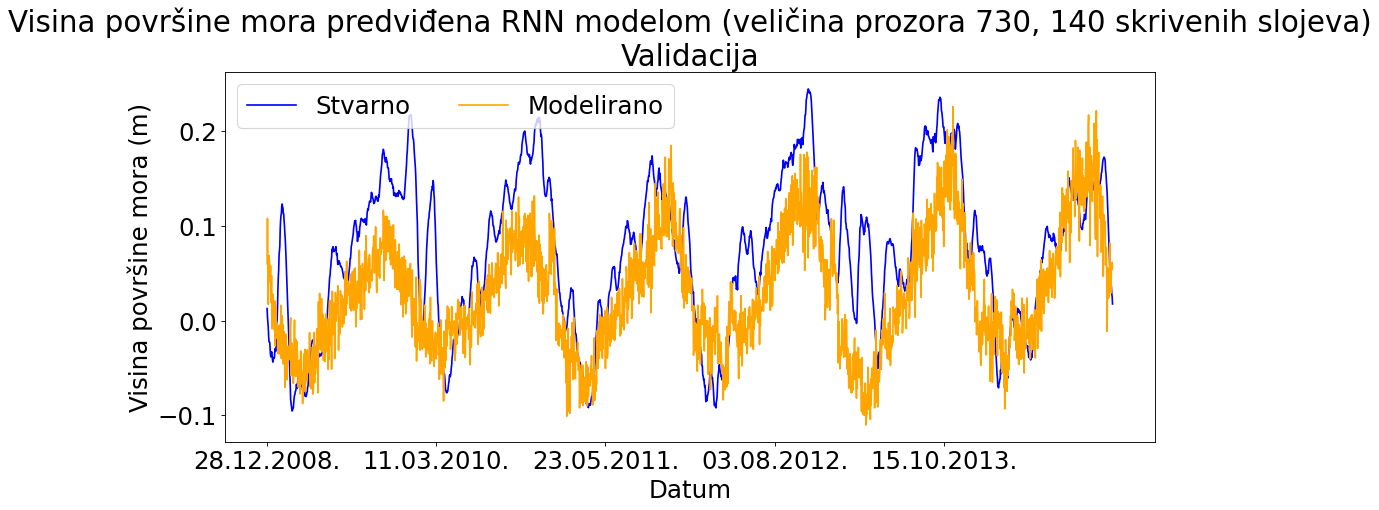 Visina površine mora predviđena RNN modelom (veličina prozora 730, 140 skrivenih slojeva)
Validacija
Stvarno
Modelirano
Visina površine mora (m)
0.2
0.1
0.0
−0.1
28.12.2008.
11.03.2010.
23.05.2011.
03.08.2012.
15.10.2013.
Datum